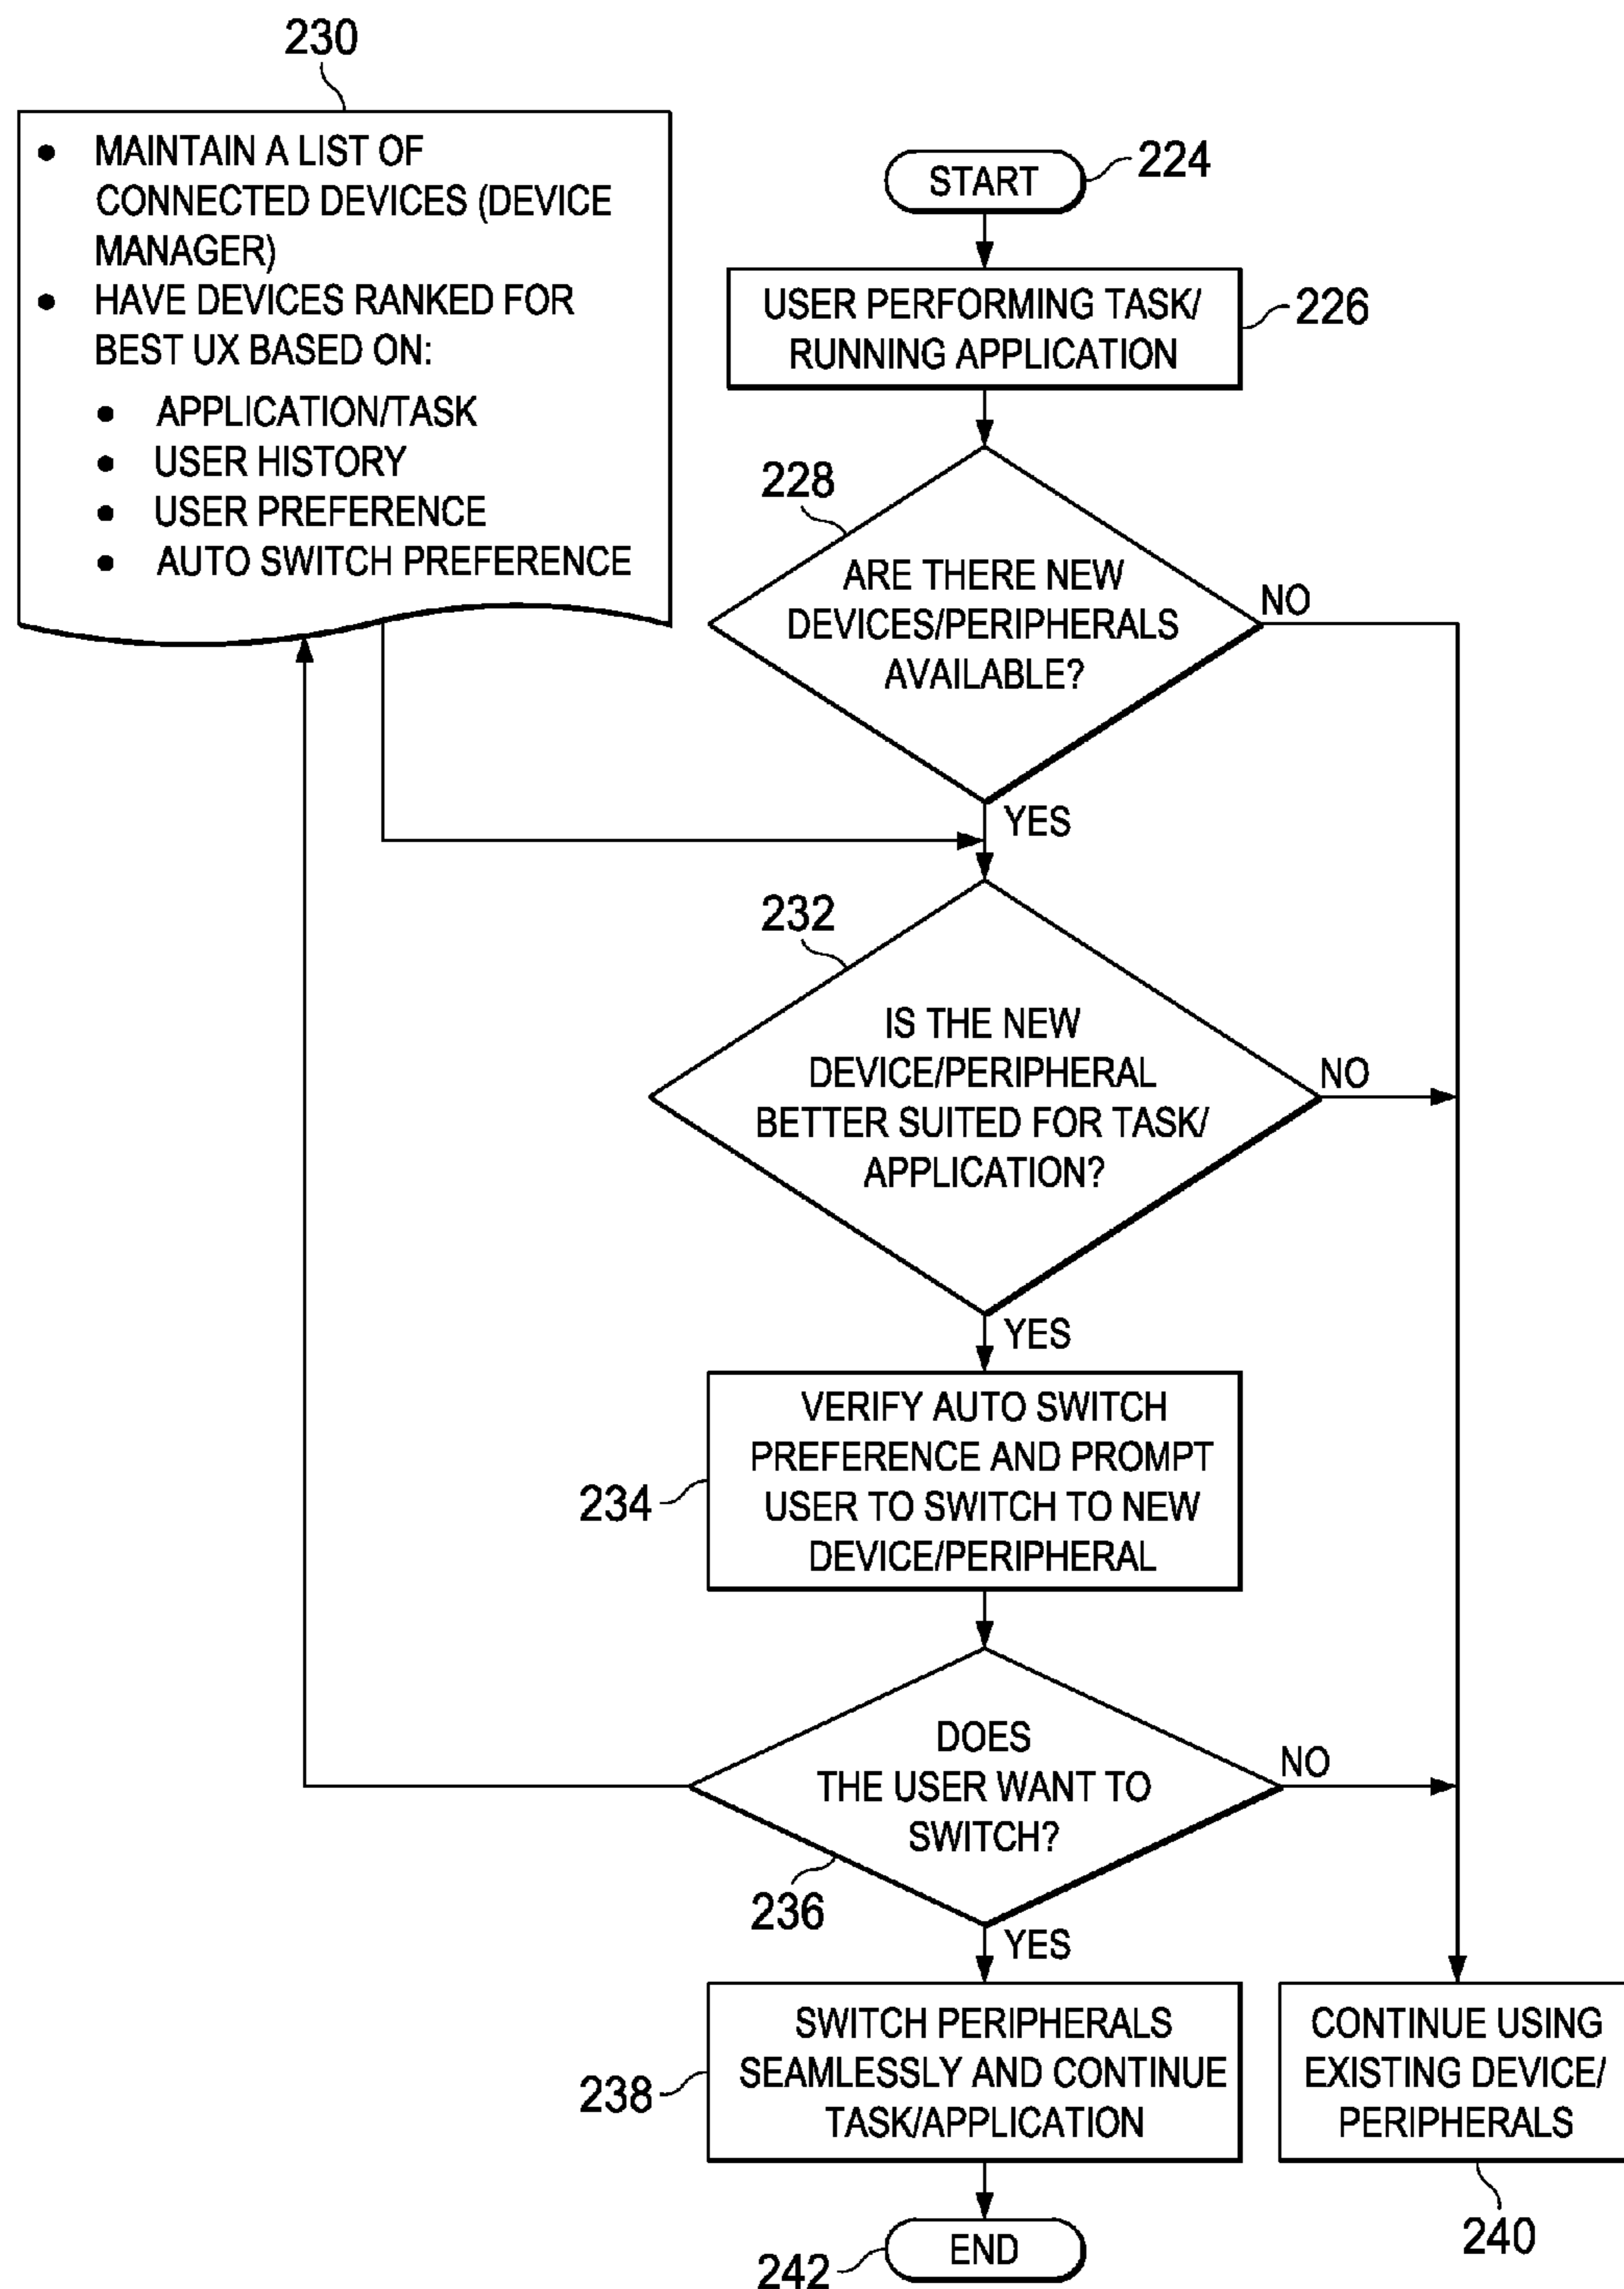 230
• MAINTAIN A LIST OF
CONNECTED DEVICES (DEVICE
MANAGER)
• HAVE DEVICES RANKED FOR
BEST UX BASED ON:
• APPLICATION/TASK
• USER HISTORY
• USER PREFERENCE
• AUTO SWITCH PREFERENCE
START
224
USER PERFORMING TASK/
RUNNING APPLICATION
226
228
ARE THERE NEW
DEVICES/PERIPHERALS
AVAILABLE?
NO
YES
232
IS THE NEW
DEVICE/PERIPHERAL
BETTER SUITED FOR TASK/
APPLICATION?
NO
YES
VERIFY AUTO SWITCH
PREFERENCE AND PROMPT
USER TO SWITCH TO NEW
DEVICE/PERIPHERAL
234
DOES
THE USER WANT TO
SWITCH?
NO
236
YES
SWITCH PERIPHERALS
SEAMLESSLY AND CONTINUE
TASK/APPLICATION
238
CONTINUE USING
EXISTING DEVICE/
PERIPHERALS
240
END
242